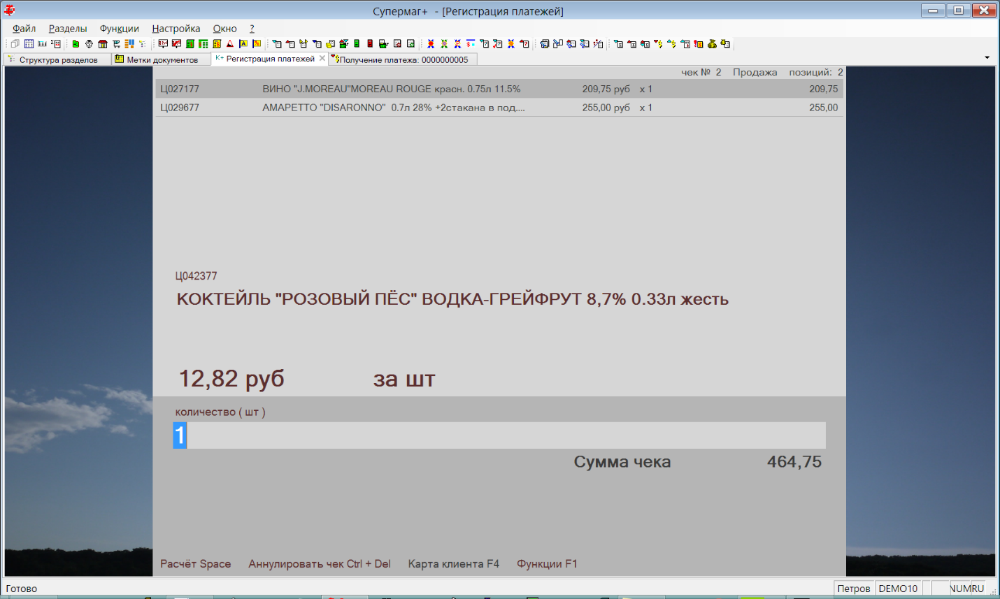 Супермаг+ - [Регистрация платежей]
Файл Разделы Функции Настройка Окно ?
Структура разделов Метки документов К+ Регистрация платежей Получение платежа: 0000000005
чек № 2 Продажа позиций: 2
Ц027177 ВИНО "J.MOREAU"MOREAU ROUGE красн. 0.75л 11.5% 209,75 руб х 1 209,75
Ц029677 АМАРЕТТО "DISARONNO" 0.7л 28% +2стакана в под.... 255,00 руб х 1 255,00
Ц042377
КОКТЕЙЛЬ "РОЗОВЫЙ ПЁС" ВОДКА-ГРЕЙФРУТ 8,7% 0.33л жесть
12,82 руб за шт
количество ( шт )
1
Сумма чека 464,75
Расчёт Space Аннулировать чек Ctrl + Del Карта клиента F4 Функции F1
Готово Петров DEMO10 NUM RU